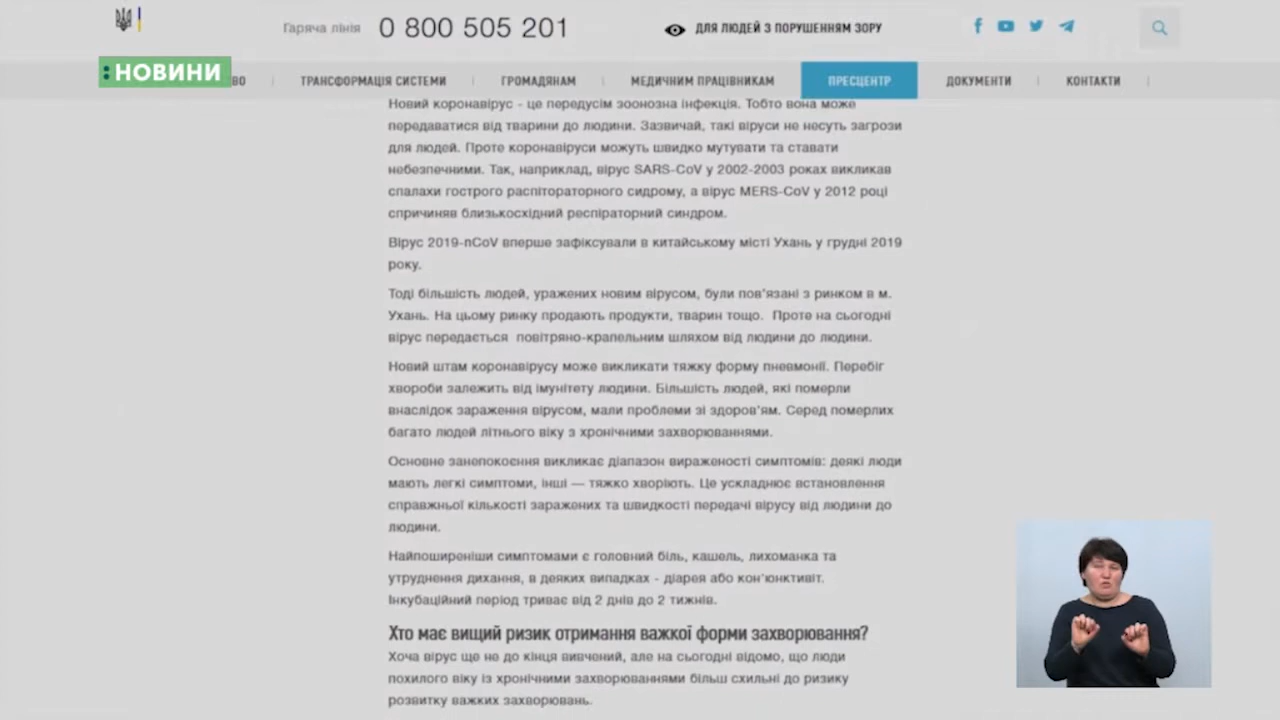 Гаряча лінія 0 800 505 201 ДЛЯ ЛЮДЕЙ З ПОРУШЕННЯМ ЗОРУ
: НОВИНИ
ТРАНСФОРМАЦІЯ СИСТЕМИ ГРОМАДЯНАМ МЕДИЧНИМ ПРАЦІВНИКАМ ПРЕСЦЕНТР ДОКУМЕНТИ КОНТАКТИ
Новий коронавірус - це передусім зоонозна інфекція. Тобто вона може
передаватися від тварини до людини. Зазвичай, такі віруси не несуть загрози
для людей. Проте коронавіруси можуть швидко мутувати та ставати
небезпечними. Так, наприклад, вірус SARS-CoV у 2002-2003 роках викликав
спалахи гострого распітораторного сидрому, а вірус MERS-CoV у 2012 році
спричиняв близькосхідний респіраторний синдром.
Вірус 2019-nCoV вперше зафіксували в китайському місті Ухань у грудні 2019
року.
Тоді більшість людей, уражених новим вірусом, були пов'язані з ринком в м.
Ухань. На цьому ринку продають продукти, тварин тощо. Проте на сьогодні
вірус передається повітряно-крапельним шляхом від людини до людини.
Новий штам коронавірусу може викликати тяжку форму пневмонії. Перебіг
хвороби залежить від імунітету людини. Більшість людей, які померли
внаслідок зараження вірусом, мали проблеми зі здоров'ям. Серед померлих
багато людей літнього віку з хронічними захворюваннями.
Основне занепокоєння викликає діапазон вираженості симптомів: деякі люди
мають легкі симптоми, інші — тяжко хворіють. Це ускладнює встановлення
справжньої кількості заражених та швидкості передачі вірусу від людини до
людини.
Найпоширеніши симптомами є головний біль, кашель, лихоманка та
утруднення дихання, в деяких випадках - діарея або кон'юнктивіт.
Інкубаційний період триває від 2 днів до 2 тижнів.
Хто має вищий ризик отримання важкої форми захворювання?
Хоча вірус ще не до кінця вивчений, але на сьогодні відомо, що люди
похилого віку із хронічними захворюваннями більш схильні до ризику
розвитку важких захворювань.